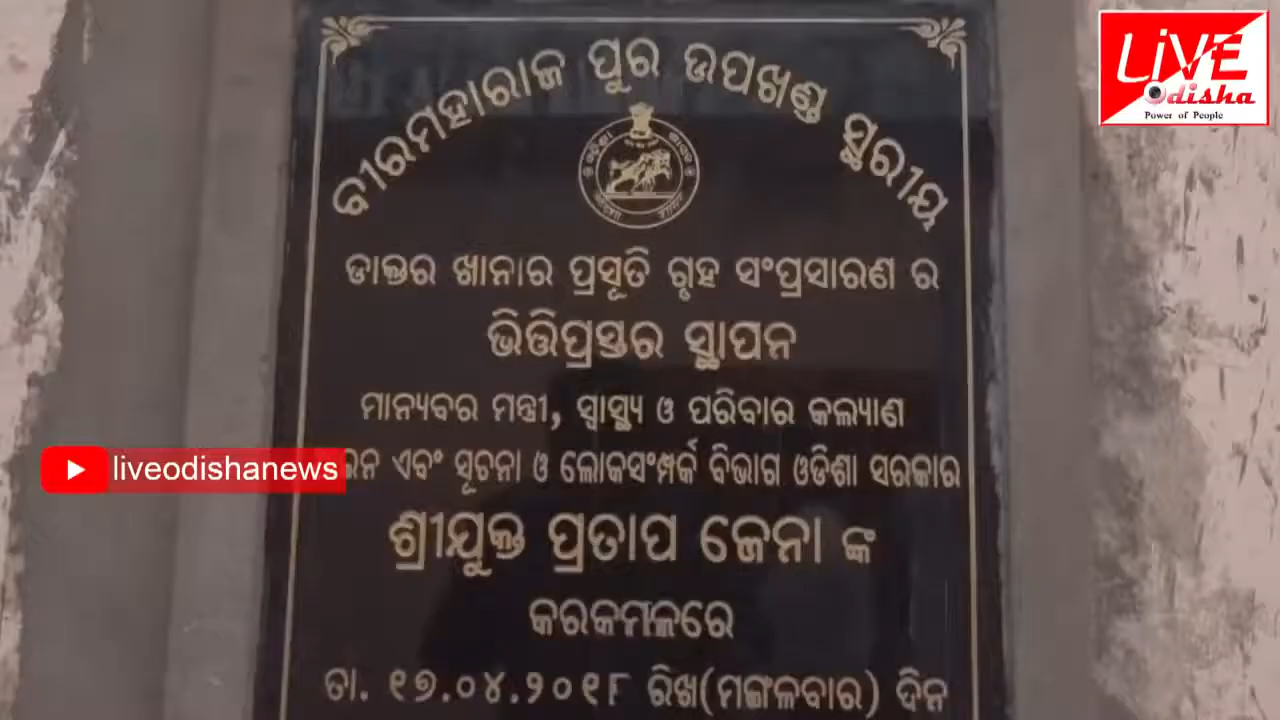 LiVE
Odisha
Power of People
ବୀରମହାରାଜ ପୁର ଉପଖଣ୍ଡ ସ୍ଥରୀୟ
ଡାକ୍ତର ଖାନାର ପ୍ରସୂତି ଗୃହ ସଂପ୍ରସାରଣ ର
ଭିତ୍ତିପ୍ରସ୍ତର ସ୍ଥାପନ
ମାନ୍ୟବର ମନ୍ତ୍ରୀ, ସ୍ୱାସ୍ଥ୍ୟ ଓ ପରିବାର କଲ୍ୟାଣ
liveodishanews
ଏବଂ ସୂଚନା ଓ ଲୋକସଂମ୍ପର୍କ ବିଭାଗ ଓଡିଶା ସରକାର
ଶ୍ରୀଯୁକ୍ତ ପ୍ରତାପ ଜେନା ଙ୍କ
କରକମଳରେ
ତା. ୧୭.୦୪.୨୦୧୮ ରିଖ(ମଙ୍ଗଳବାର) ଦିନ